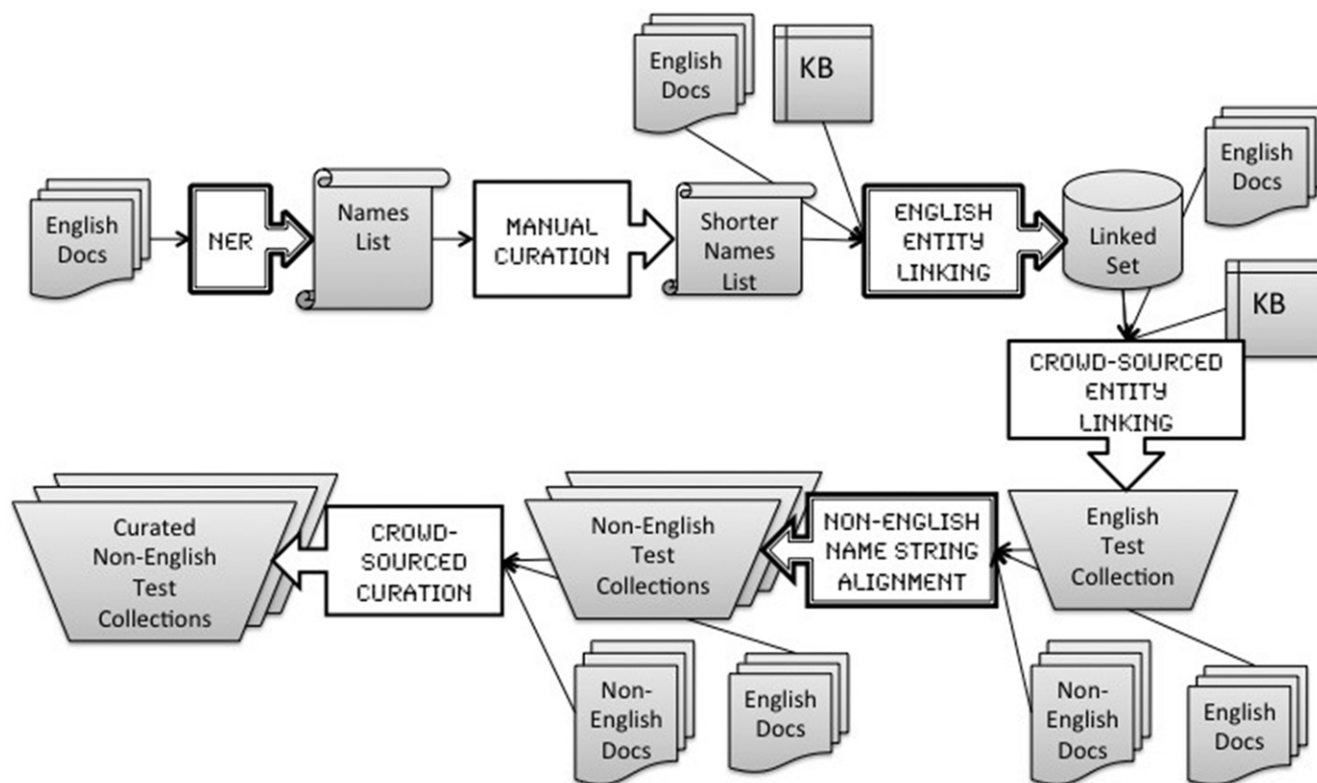 English
Docs
KB
English
Docs
English
Docs
NER
Names
List
MANUAL
CURATION
Shorter
Names
List
ENGLISH
ENTITY
LINKING
Linked
Set
KB
CROWD-SOURCED
ENTITY
LINKING
Curated
Non-English
Test
Collections
CROWD-
SOURCED
CURATION
Non-English
Test
Collections
NON-ENGLISH
NAME STRING
ALIGNMENT
English
Test
Collection
Non-
English
Docs
English
Docs
Non-
English
Docs
English
Docs